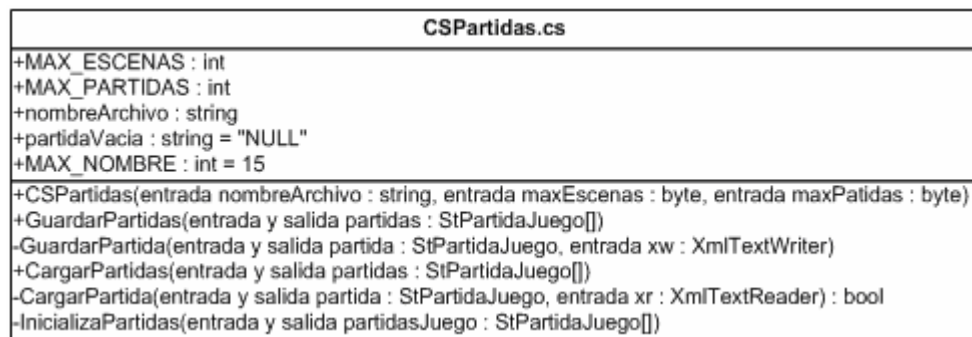 CSPartidas.cs
+MAX_ESCENAS : int
+MAX_PARTIDAS : int
+nombreArchivo : string
+partidaVacia : string = "NULL"
+MAX_NOMBRE : int = 15
+CSPartidas(entrada nombreArchivo : string, entrada maxEscenas : byte, entrada maxPatidas : byte)
+GuardarPartidas(entrada y salida partidas : StPartidaJuego[])
-GuardarPartida(entrada y salida partida : StPartidaJuego, entrada xw : XmlTextWriter)
+CargarPartidas(entrada y salida partidas : StPartidaJuego[])
-CargarPartida(entrada y salida partida : StPartidaJuego, entrada xr : XmlTextReader) : bool
-InicializaPartidas(entrada y salida partidasJuego : StPartidaJuego[])